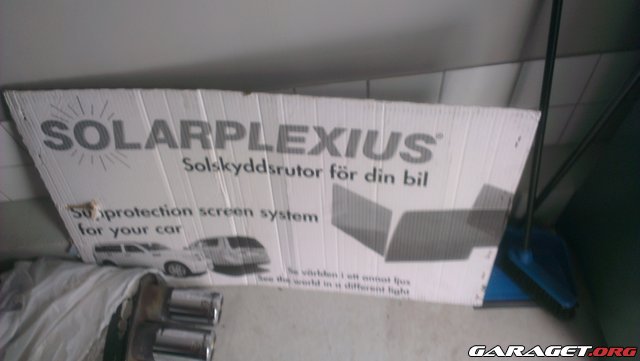 SOLARPLEXIUS®
Solskyddsrutor för din bil
Sunprotection screen system
for your car
Se världen i ett annat ljus
See the world in a different light
GARAGET.ORG